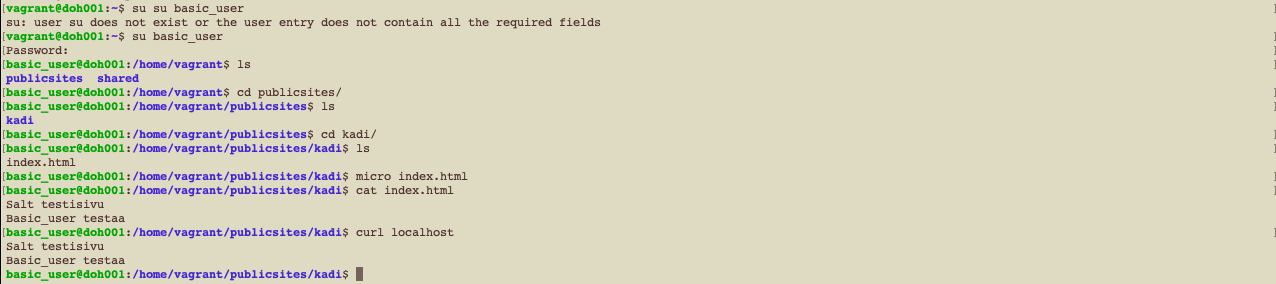 [vagrant@doh001:~$ su su basic_user ]
su: user su does not exist or the user entry does not contain all the required fields
[vagrant@doh001:~$ su basic_user ]
[Password: ]
[basic_user@doh001:/home/vagrant$ ls ]
publicsites  shared
[basic_user@doh001:/home/vagrant$ cd publicsites/ ]
[basic_user@doh001:/home/vagrant/publicsites$ ls ]
kadi
[basic_user@doh001:/home/vagrant/publicsites$ cd kadi/ ]
[basic_user@doh001:/home/vagrant/publicsites/kadi$ ls ]
index.html
[basic_user@doh001:/home/vagrant/publicsites/kadi$ micro index.html ]
[basic_user@doh001:/home/vagrant/publicsites/kadi$ cat index.html ]
Salt testisivu
Basic_user testaa
[basic_user@doh001:/home/vagrant/publicsites/kadi$ curl localhost ]
Salt testisivu
Basic_user testaa
basic_user@doh001:/home/vagrant/publicsites/kadi$